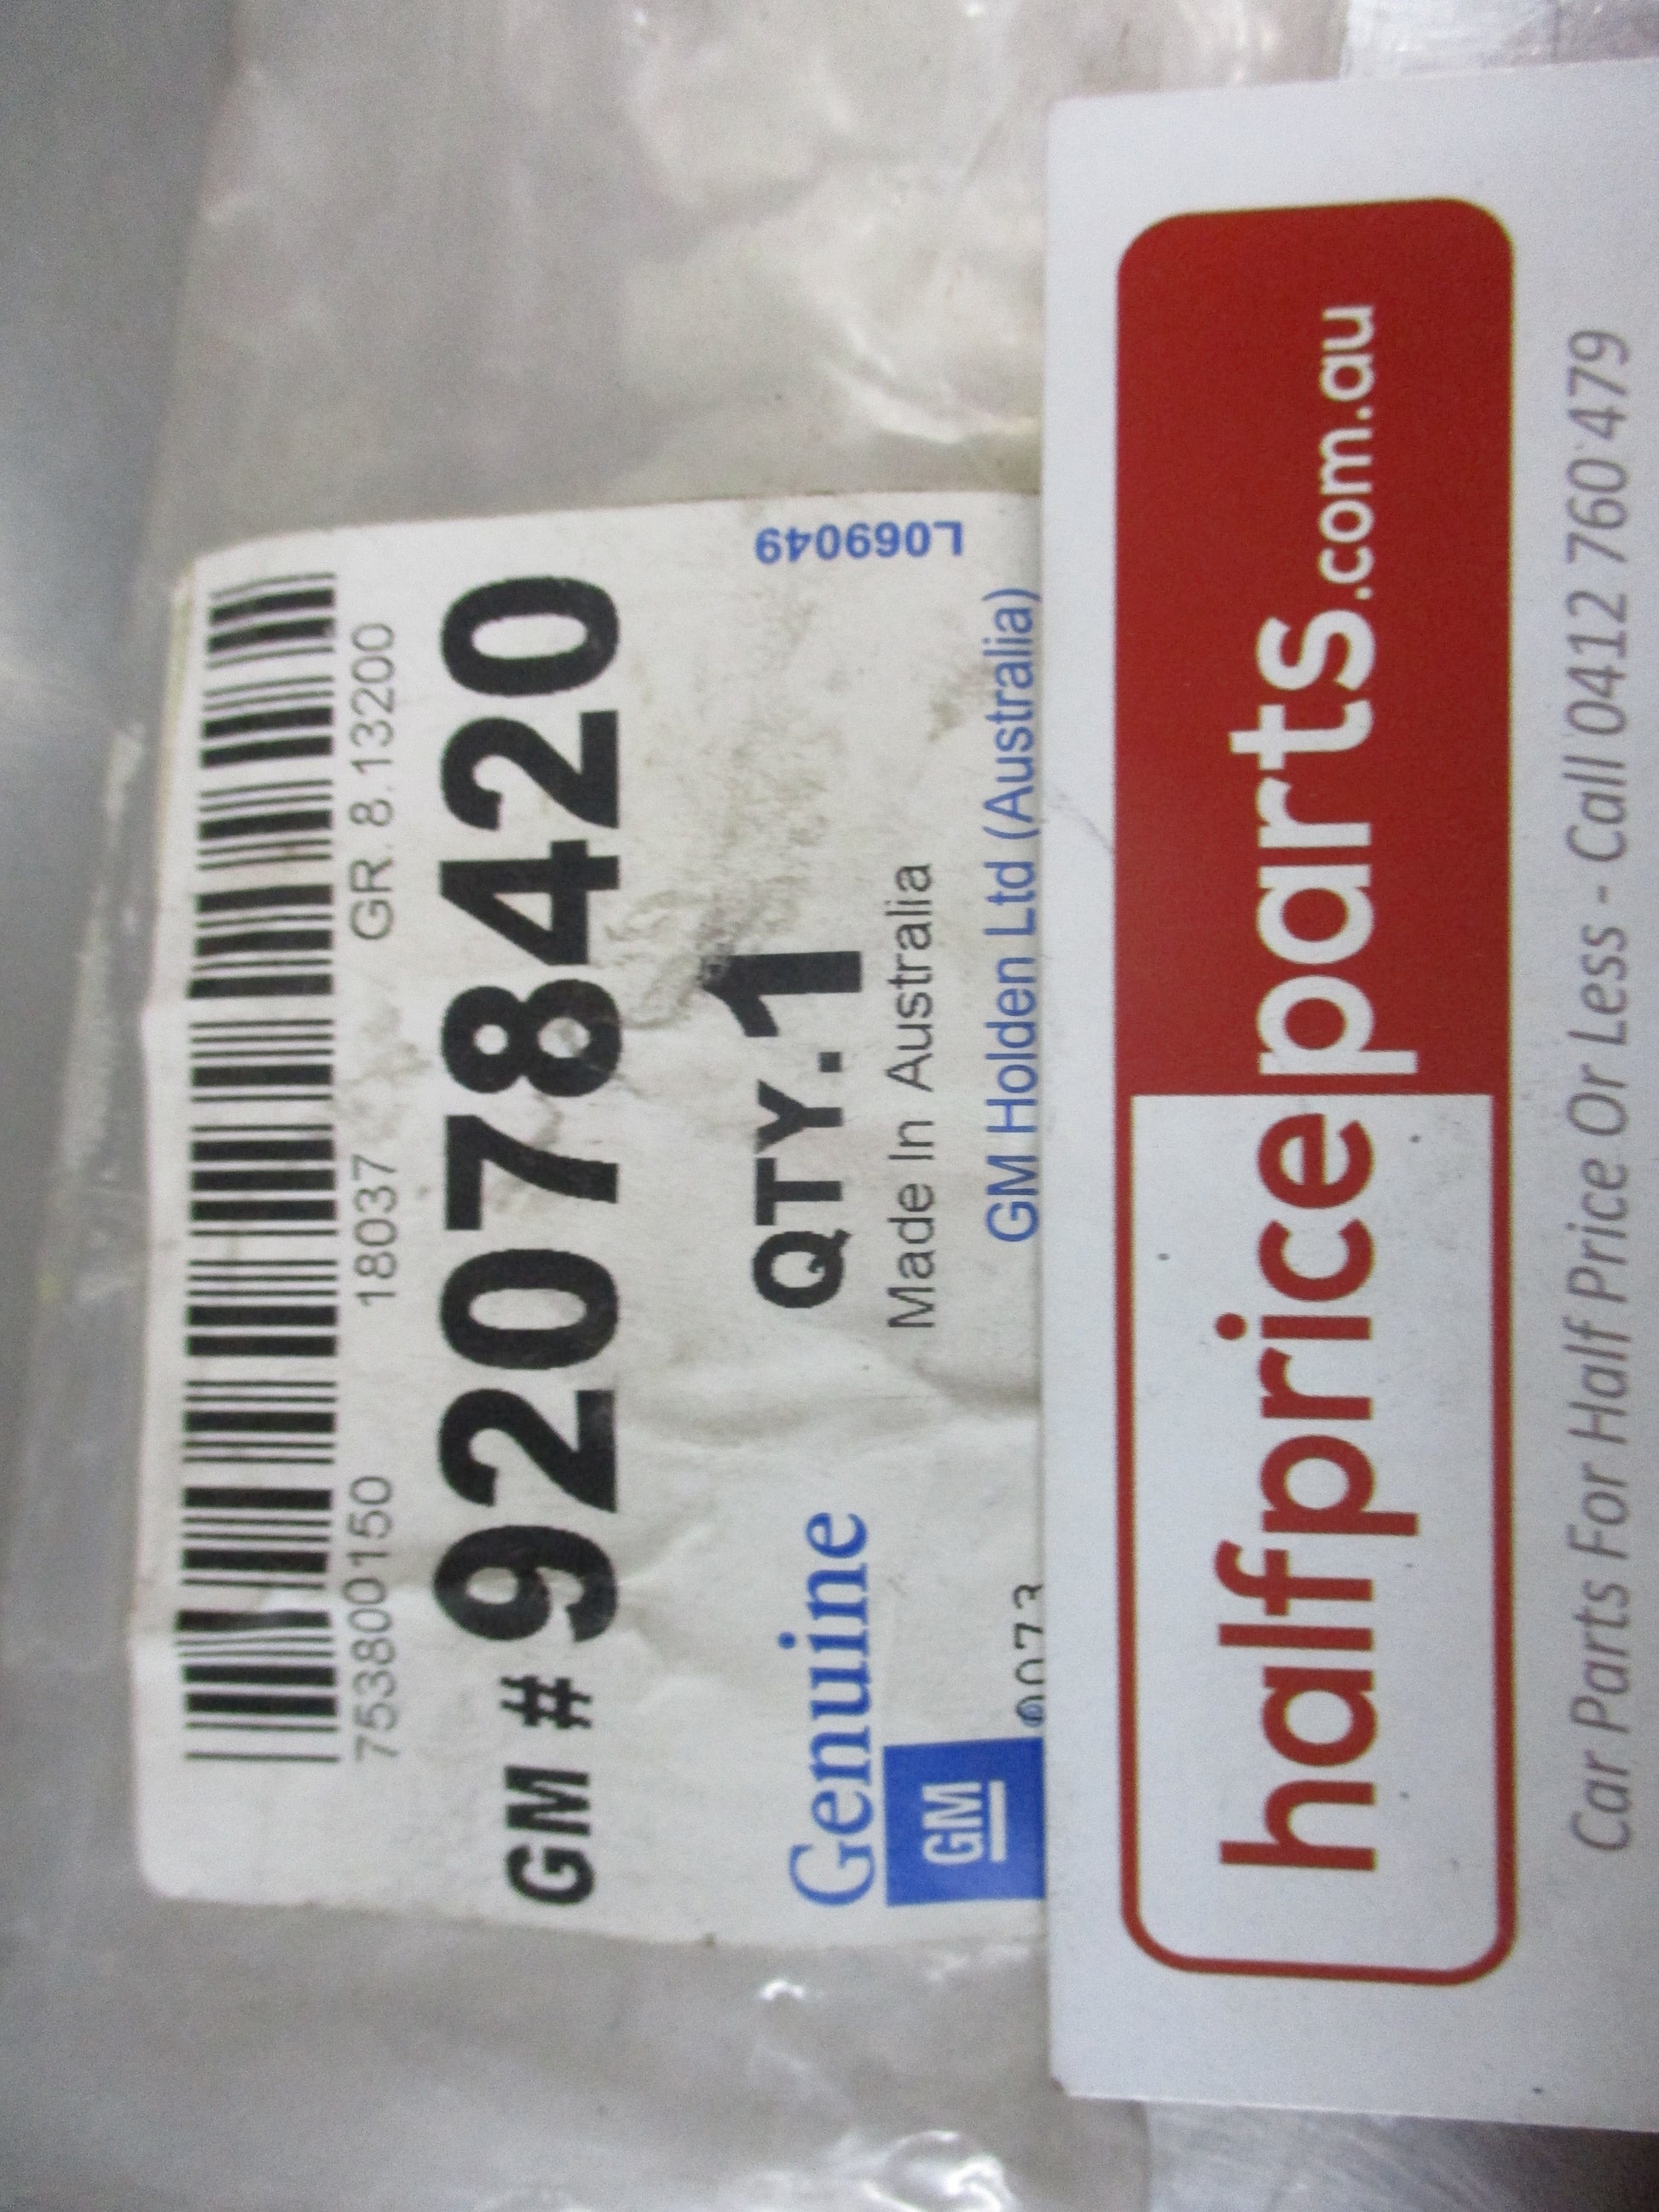 753800150 18037 GR. 8.13200
GM # 92078420
L069049
Genuine
QTY.1
GM
Made In Australia
GM Holden Ltd (Australia)
halfpriceparts.com.au
Car Parts For Half Price Or Less - Call 0412 760 479